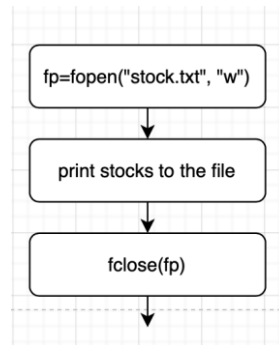 fp=fopen("stock.txt", "w")
print stocks to the file
fclose(fp)